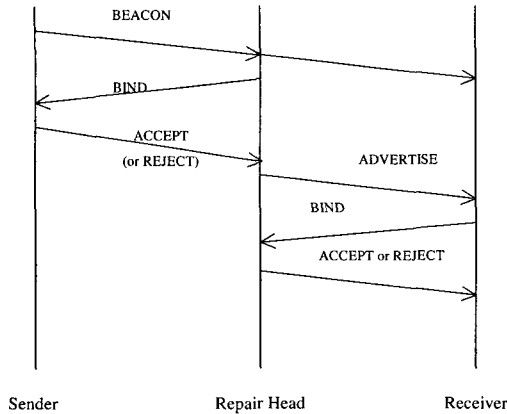 BEACON
BIND
ACCEPT
(or REJECT)
ADVERTISE
BIND
ACCEPT or REJECT
Sender
Repair Head
Receiver